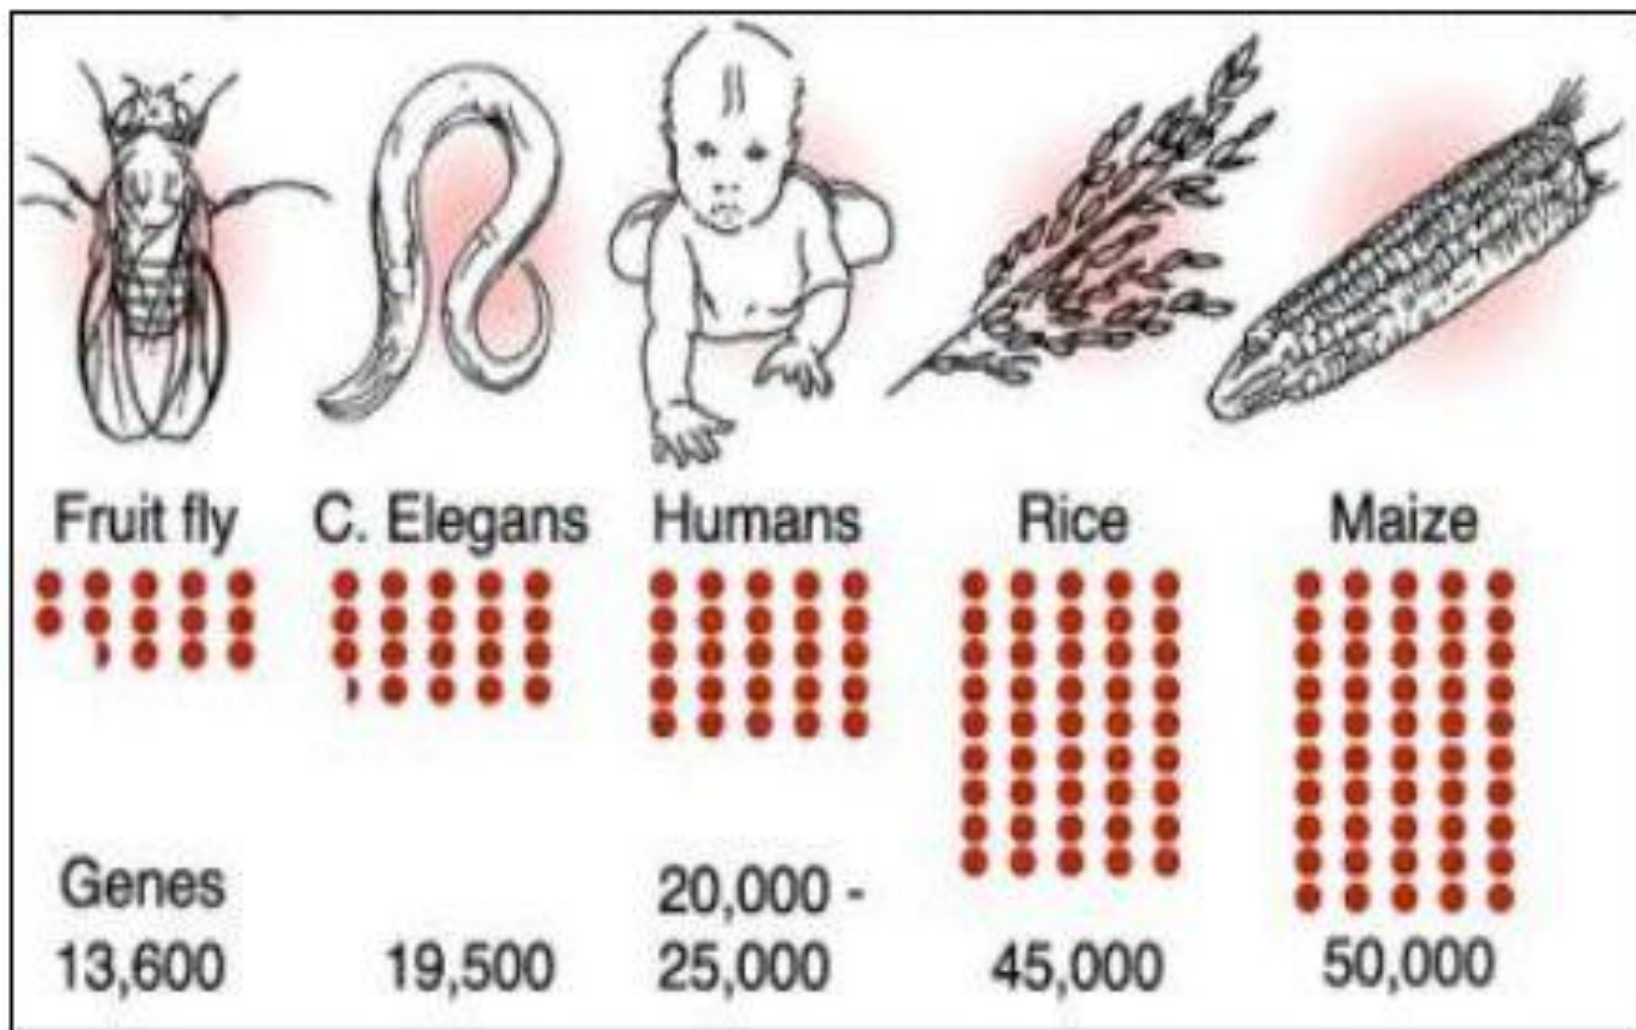 Fruit fly
C. Elegans
Humans
Rice
Maize
Genes
13,600
19,500
20,000 -
25,000
45,000
50,000